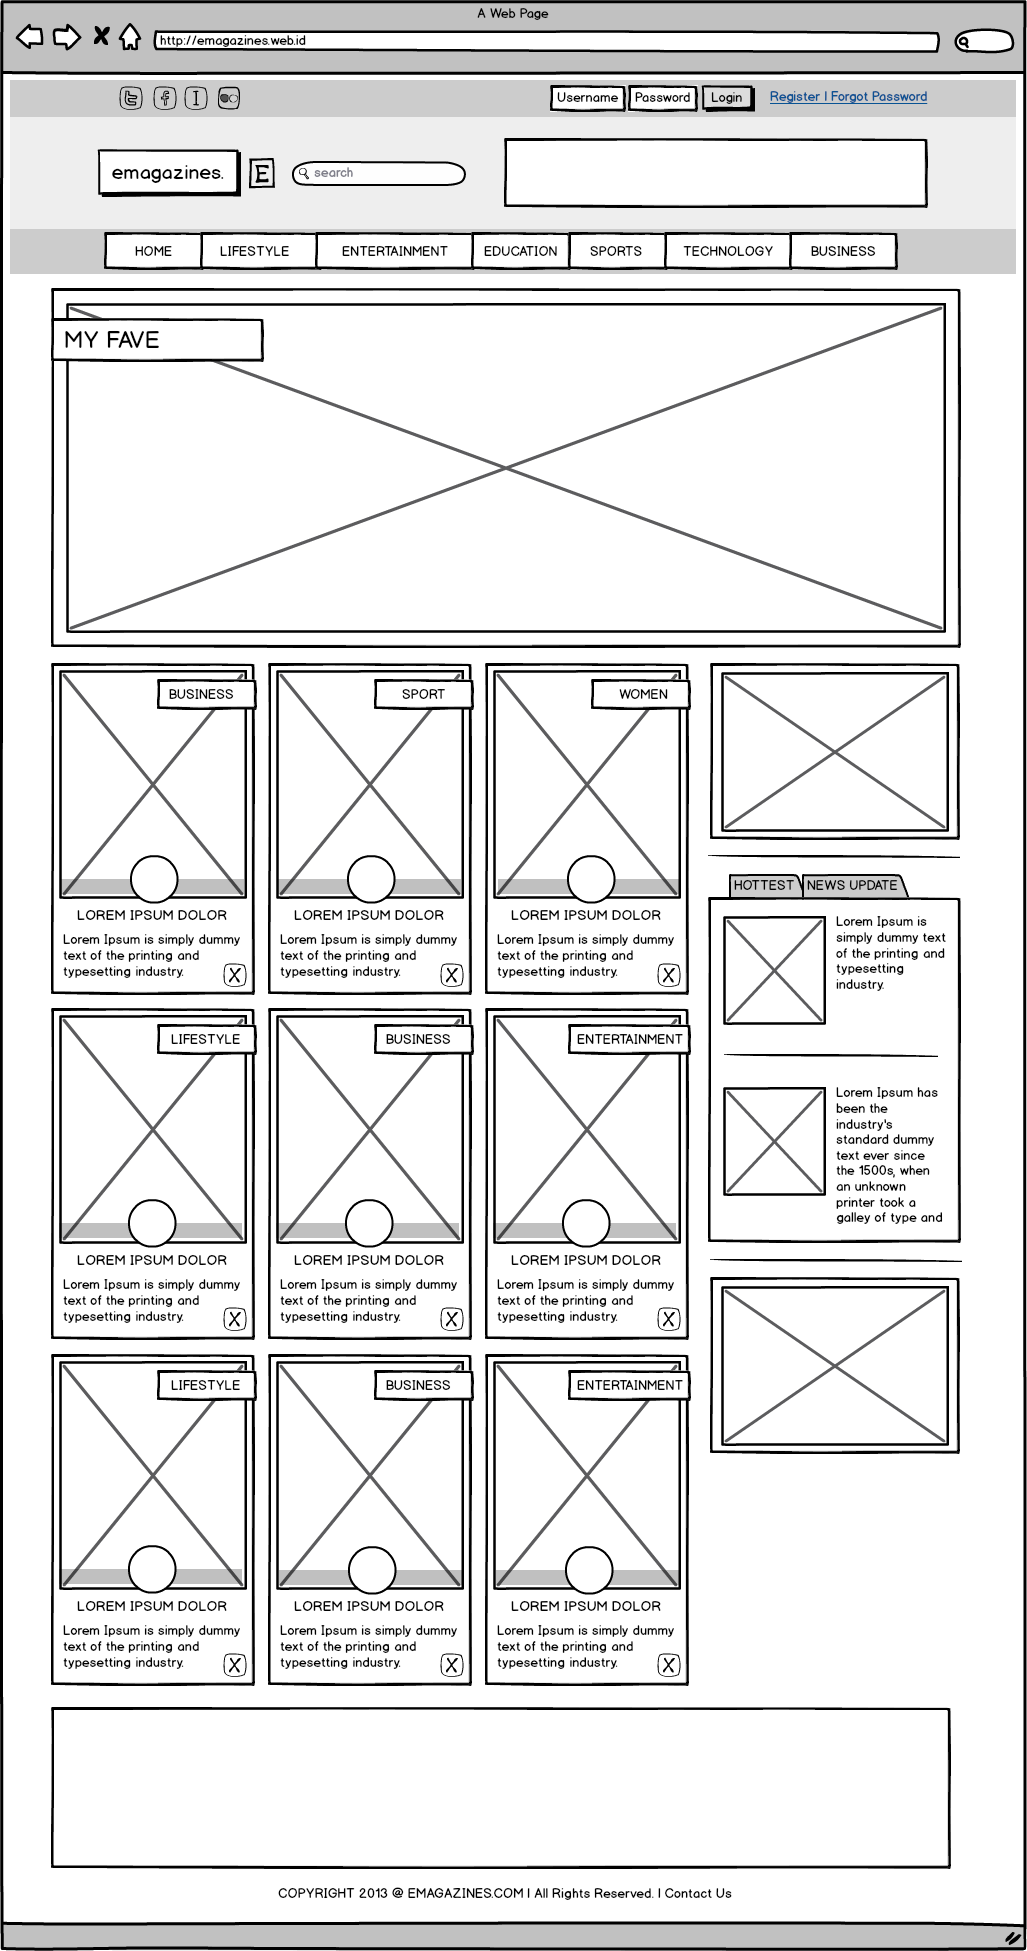 A Web Page
http://emagazines.web.id
Username Password Login Register | Forgot Password
emagazines. E search
HOME LIFESTYLE ENTERTAINMENT EDUCATION SPORTS TECHNOLOGY BUSINESS
MY FAVE
BUSINESS
LOREM IPSUM DOLOR
Lorem Ipsum is simply dummy
text of the printing and
typesetting industry.
X
SPORT
LOREM IPSUM DOLOR
Lorem Ipsum is simply dummy
text of the printing and
typesetting industry.
X
WOMEN
LOREM IPSUM DOLOR
Lorem Ipsum is simply dummy
text of the printing and
typesetting industry.
X
LIFESTYLE
LOREM IPSUM DOLOR
Lorem Ipsum is simply dummy
text of the printing and
typesetting industry.
X
BUSINESS
LOREM IPSUM DOLOR
Lorem Ipsum is simply dummy
text of the printing and
typesetting industry.
X
ENTERTAINMENT
LOREM IPSUM DOLOR
Lorem Ipsum is simply dummy
text of the printing and
typesetting industry.
X
LIFESTYLE
LOREM IPSUM DOLOR
Lorem Ipsum is simply dummy
text of the printing and
typesetting industry.
X
BUSINESS
LOREM IPSUM DOLOR
Lorem Ipsum is simply dummy
text of the printing and
typesetting industry.
X
ENTERTAINMENT
LOREM IPSUM DOLOR
Lorem Ipsum is simply dummy
text of the printing and
typesetting industry.
X
HOTTEST NEWS UPDATE
Lorem Ipsum is
simply dummy text
of the printing and
typesetting
industry.
Lorem Ipsum has
been the
industry's
standard dummy
text ever since
the 1500s, when
an unknown
printer took a
galley of type and
COPYRIGHT 2013 @ EMAGAZINES.COM | All Rights Reserved. | Contact Us